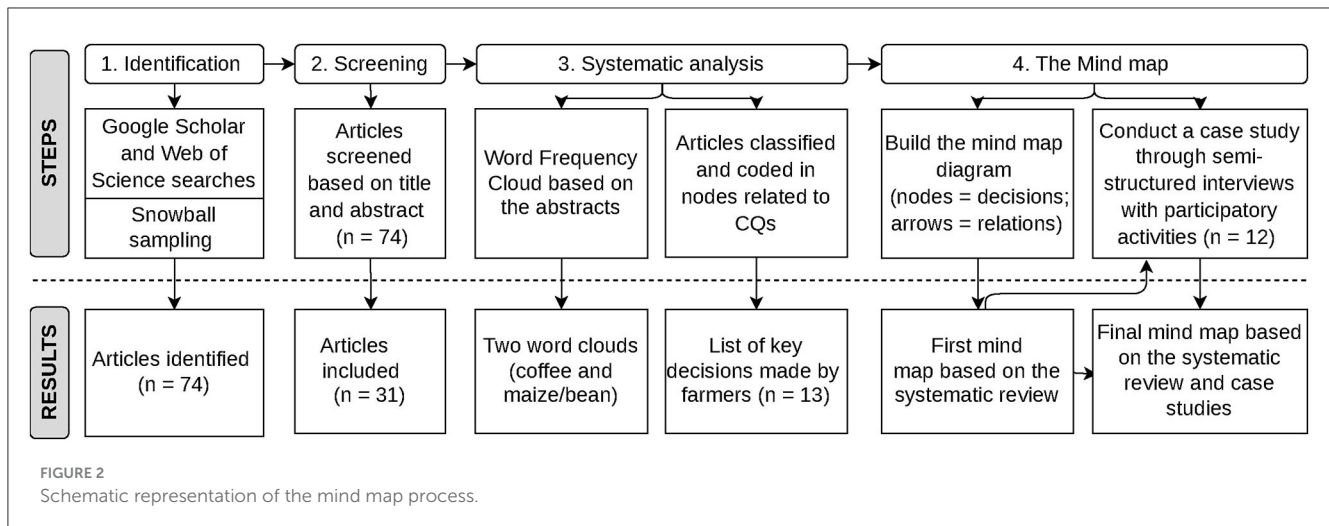 1. Identification
2. Screening
3. Systematic analysis
4. The Mind map
STEPS
Google Scholar
and Web of
Science searches
Snowball
sampling
Articles
screened
based on title
and abstract
(n = 74)
Word Frequency
Cloud based on
the abstracts
Articles classified
and coded in
nodes related to
CQs
Build the mind map
diagram
(nodes = decisions;
arrows = relations)
Conduct a case study
through semi-
structured interviews
with participatory
activities (n = 12)
RESULTS
Articles identified
(n = 74)
Articles
included
(n = 31)
Two word clouds
(coffee and
maize/bean)
List of key
decisions made by
farmers (n = 13)
First mind
map based on the
systematic review
Final mind map based
on the systematic
review and case
studies
FIGURE 2
Schematic representation of the mind map process.